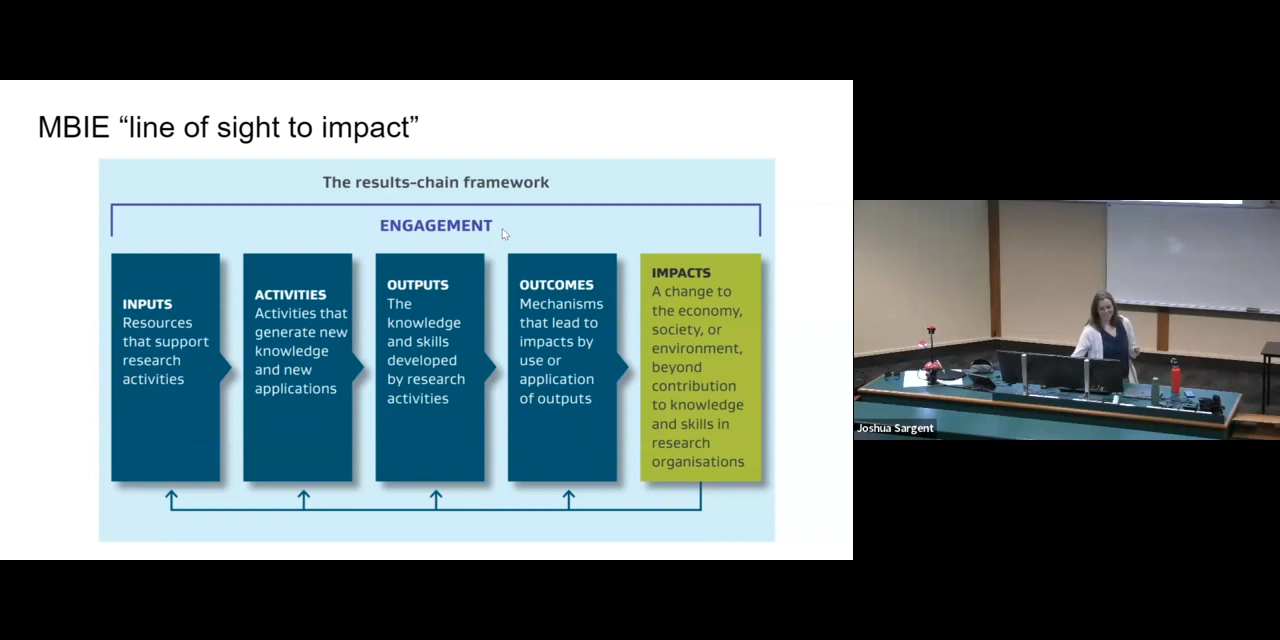 MBIE “line of sight to impact”
The results-chain framework
ENGAGEMENT
INPUTS
Resources
that support
research
activities
ACTIVITIES
Activities that
generate new
knowledge
and new
applications
OUTPUTS
The
knowledge
and skills
developed
by research
activities
OUTCOMES
Mechanisms
that lead to
impacts by
use or
application
of outputs
IMPACTS
A change to
the economy,
society, or
environment,
beyond
contribution
to knowledge
and skills in
research
organisations
Joshua Sargent